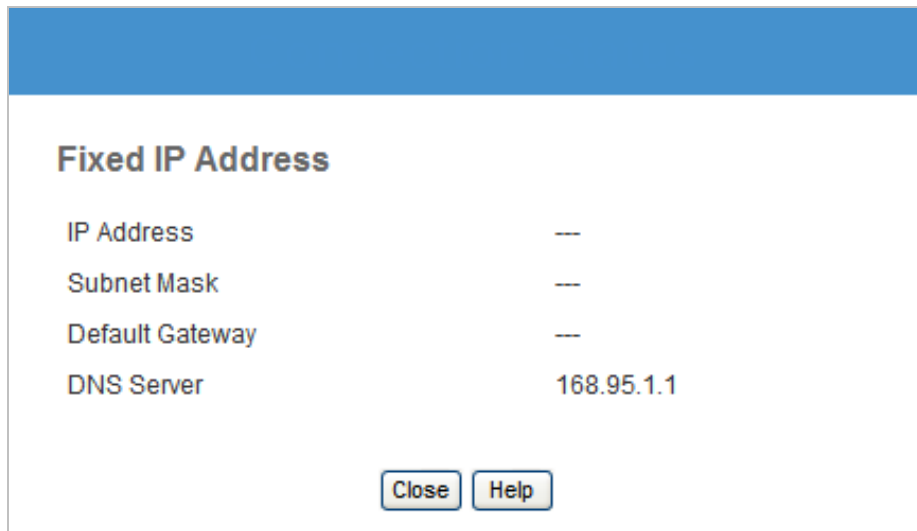 Fixed IP Address
IP Address ---
Subnet Mask ---
Default Gateway ---
DNS Server 168.95.1.1
Close Help